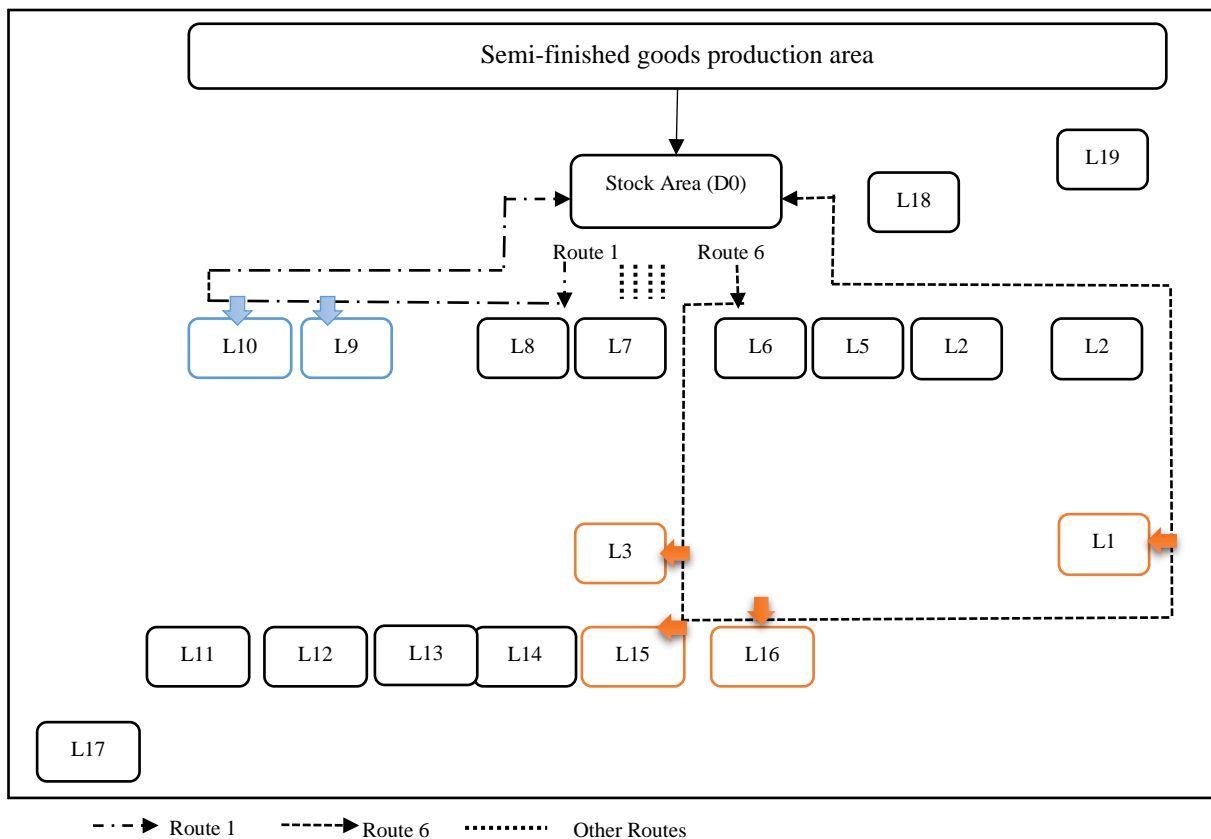 Semi-finished goods production area
L19
Stock Area (D0)
L18
Route 1
Route 6
L10
L9
L8
L7
L6
L5
L2
L2
L3
L1
L11
L12
L13
L14
L15
L16
L17
Route 1
Route 6
Other Routes